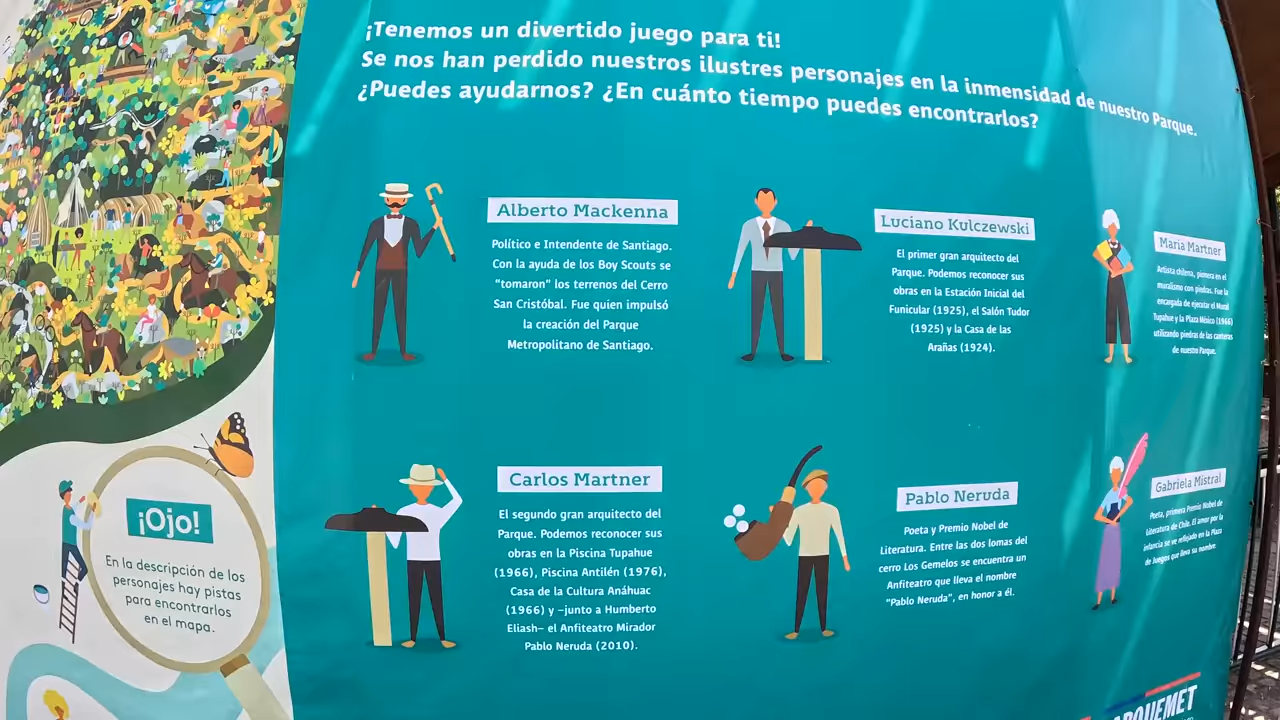 ¡Tenemos un divertido juego para ti!
Se nos han perdido nuestros ilustres personajes en la inmensidad de nuestro Parque.
¿Puedes ayudarnos? ¿En cuánto tiempo puedes encontrarlos?
Alberto Mackenna
Político e Intendente de Santiago.
Con la ayuda de los Boy Scouts se
"tomaron" los terrenos del Cerro
San Cristóbal. Fue quien impulsó
la creación del Parque
Metropolitano de Santiago.
Luciano Kulczewski
El primer gran arquitecto del
Parque. Podemos reconocer sus
obras en la Estación Inicial del
Funicular (1925), el Salón Tudor
(1925) y la Casa de las
Arañas (1924).
María Martner
Artista chilena, pionera en el
muralismo con piedras. Fue la
encargada de ejecutar el Mural
Tupahue y la Plaza México (1966)
utilizando piedras de las canteras
de nuestro Parque.
Carlos Martner
El segundo gran arquitecto del
Parque. Podemos reconocer sus
obras en la Piscina Tupahue
(1966), Piscina Antilén (1976),
Casa de la Cultura Anáhuac
(1966) y –junto a Humberto
Eliash– el Anfiteatro Mirador
Pablo Neruda (2010).
Pablo Neruda
Poeta y Premio Nobel de
Literatura. Entre las dos lomas del
cerro Los Gemelos se encuentra un
Anfiteatro que lleva el nombre
"Pablo Neruda", en honor a él.
Gabriela Mistral
Poeta, primera Premio Nobel de
Literatura de Chile. El amor por la
infancia se ve reflejado en la Plaza
de Juegos que lleva su nombre.
¡Ojo!
En la descripción de los
personajes hay pistas
para encontrarlos
en el mapa.
ARQUEMET